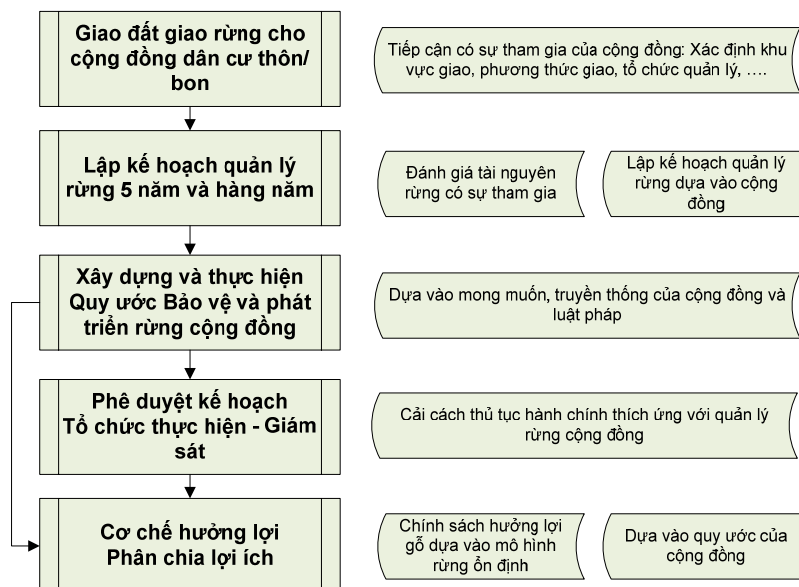 Giao đất giao rừng cho
cộng đồng dân cư thôn/
bon
Tiếp cận có sự tham gia của cộng đồng: Xác định khu
vực giao, phương thức giao, tổ chức quản lý, ….
Lập kế hoạch quản lý
rừng 5 năm và hàng năm
Đánh giá tài nguyên
rừng có sự tham gia
Lập kế hoạch quản lý
rừng dựa vào cộng
đồng
Xây dựng và thực hiện
Quy ước Bảo vệ và phát
triển rừng cộng đồng
Dựa vào mong muốn, truyền thống của cộng đồng và
luật pháp
Phê duyệt kế hoạch
Tổ chức thực hiện - Giám
sát
Cải cách thủ tục hành chính thích ứng với quản lý
rừng cộng đồng
Cơ chế hưởng lợi
Phân chia lợi ích
Chính sách hưởng lợi
gỗ dựa vào mô hình
rừng ổn định
Dựa vào quy ước của
cộng đồng